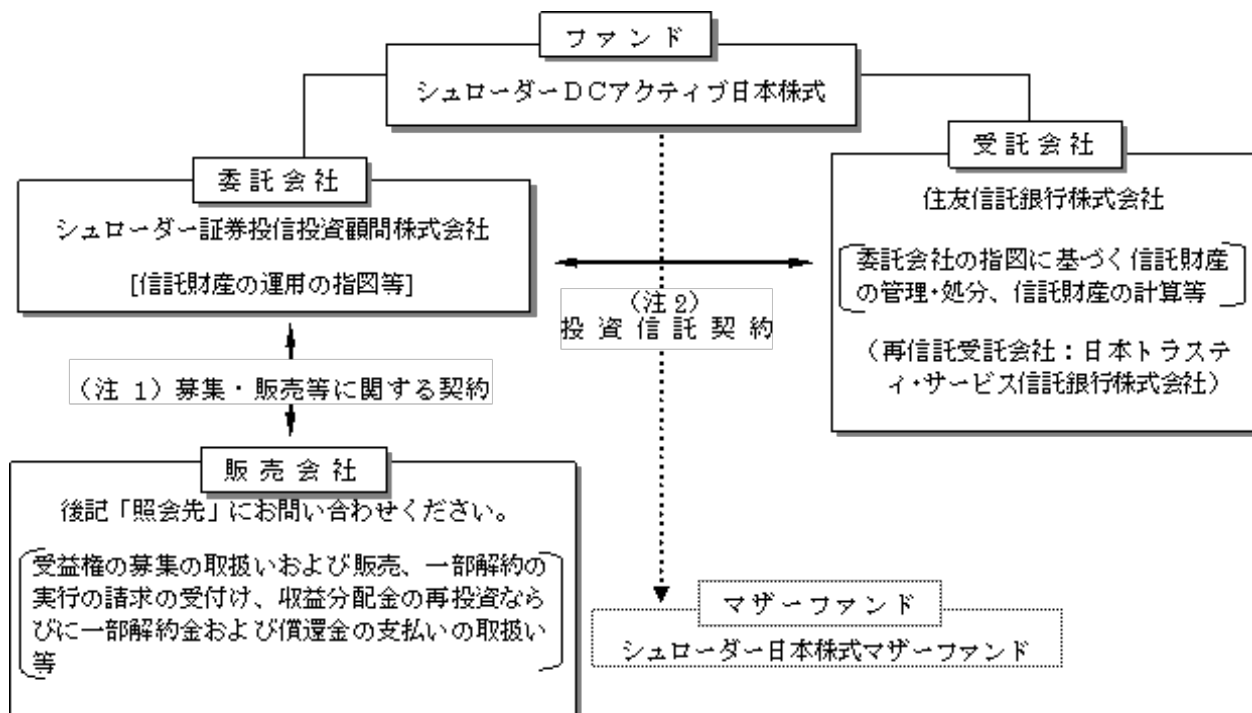 ファンド
シュローダーDCアクティブ日本株式
委託会社
シュローダー証券投信投資顧問株式会社
[信託財産の運用の指図等]
受託会社
住友信託銀行株式会社
委託会社の指図に基づく信託財産
の管理・処分、信託財産の計算等
（再信託受託会社：日本トラステ
ィ・サービス信託銀行株式会社）
（注2）
投資信託契約
（注 1）募集・販売等に関する契約
販売会社
後記「照会先」にお問い合わせください。
受益権の募集の取扱いおよび販売、一部解約の
実行の請求の受付け、収益分配金の再投資なら
びに一部解約金および償還金の支払いの取扱い
等
マザーファンド
シュローダー日本株式マザーファンド